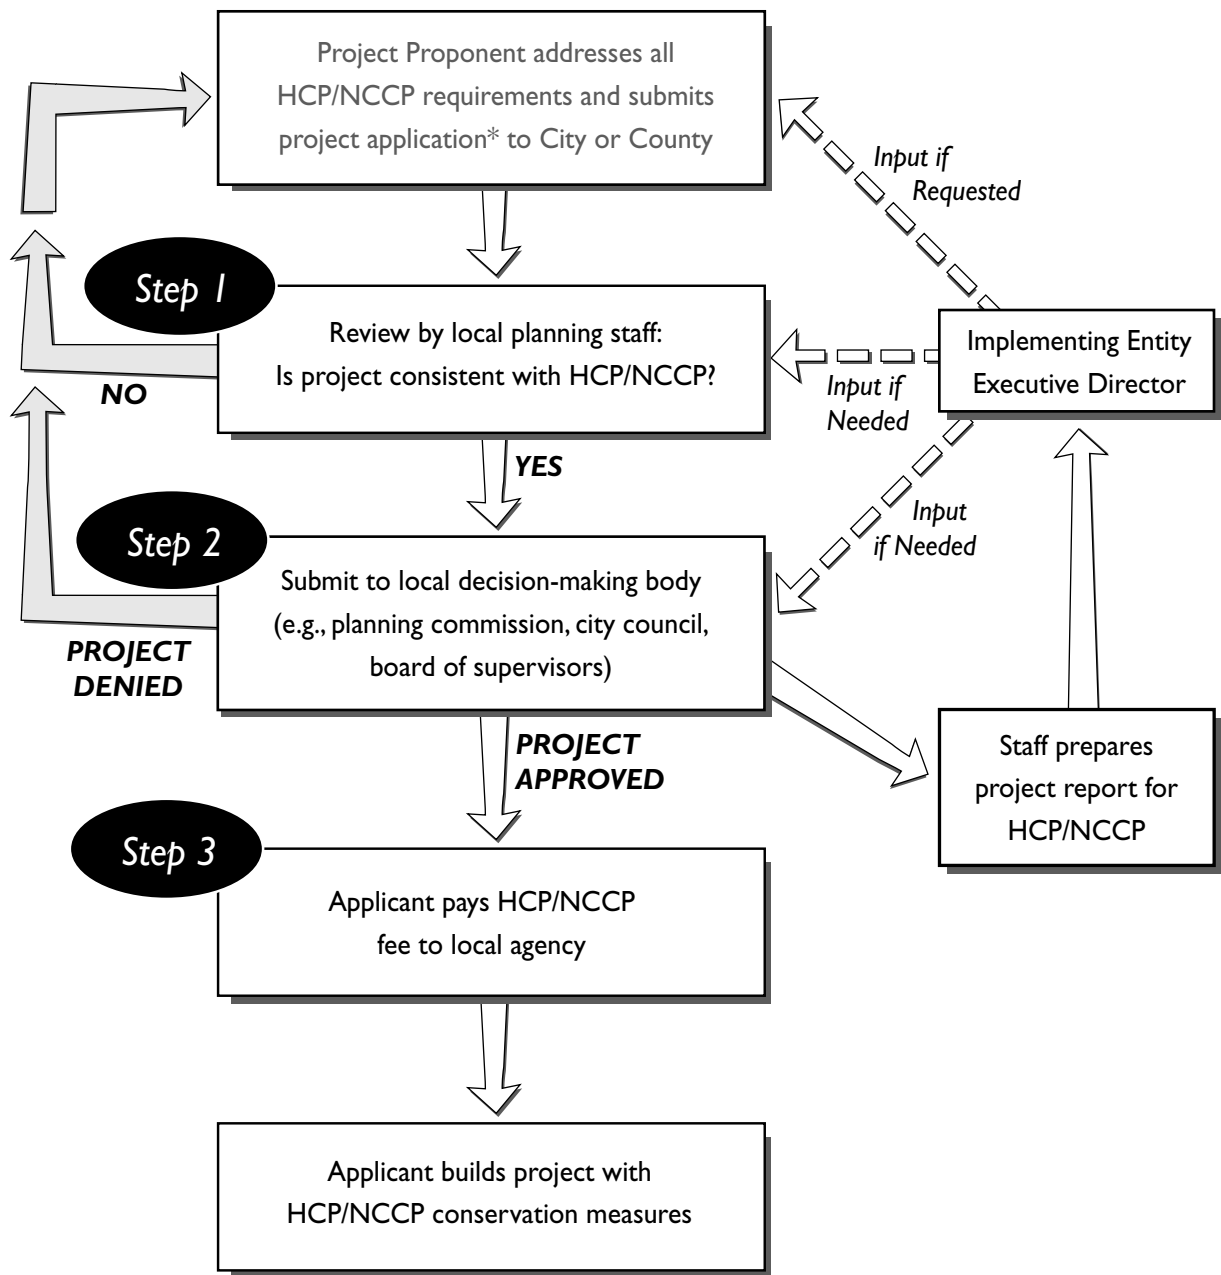 Project Proponent addresses all
HCP/NCCP requirements and submits
project application* to City or County
Input if
Requested
Step 1
Review by local planning staff:
Is project consistent with HCP/NCCP?
NO
Input if
Needed
Implementing Entity
Executive Director
YES
Step 2
Submit to local decision-making body
(e.g., planning commission, city council,
board of supervisors)
Input
if Needed
PROJECT
DENIED
PROJECT
APPROVED
Staff prepares
project report for
HCP/NCCP
Step 3
Applicant pays HCP/NCCP
fee to local agency
Applicant builds project with
HCP/NCCP conservation measures